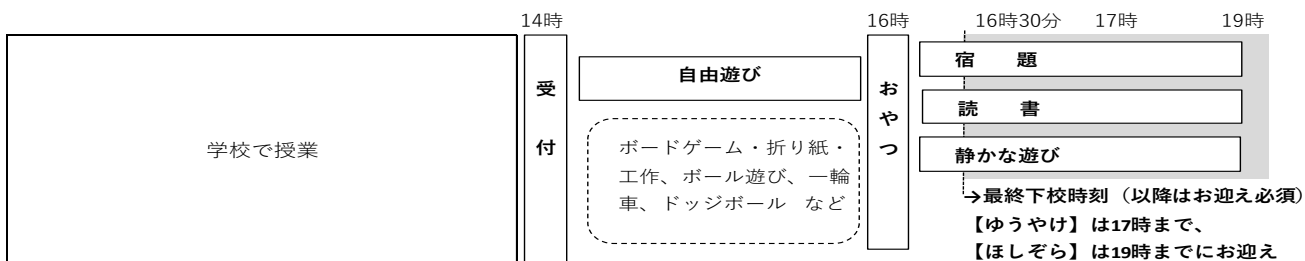 14時
16時
16時30分
17時
19時
学校で授業
受付
自由遊び
ボードゲーム・折り紙・
工作、ボール遊び、一輪
車、ドッジボール など
おやつ
宿 題
読 書
静かな遊び
→最終下校時刻（以降はお迎え必須）
【ゆうやけ】は17時まで、
【ほしぞら】は19時までにお迎え